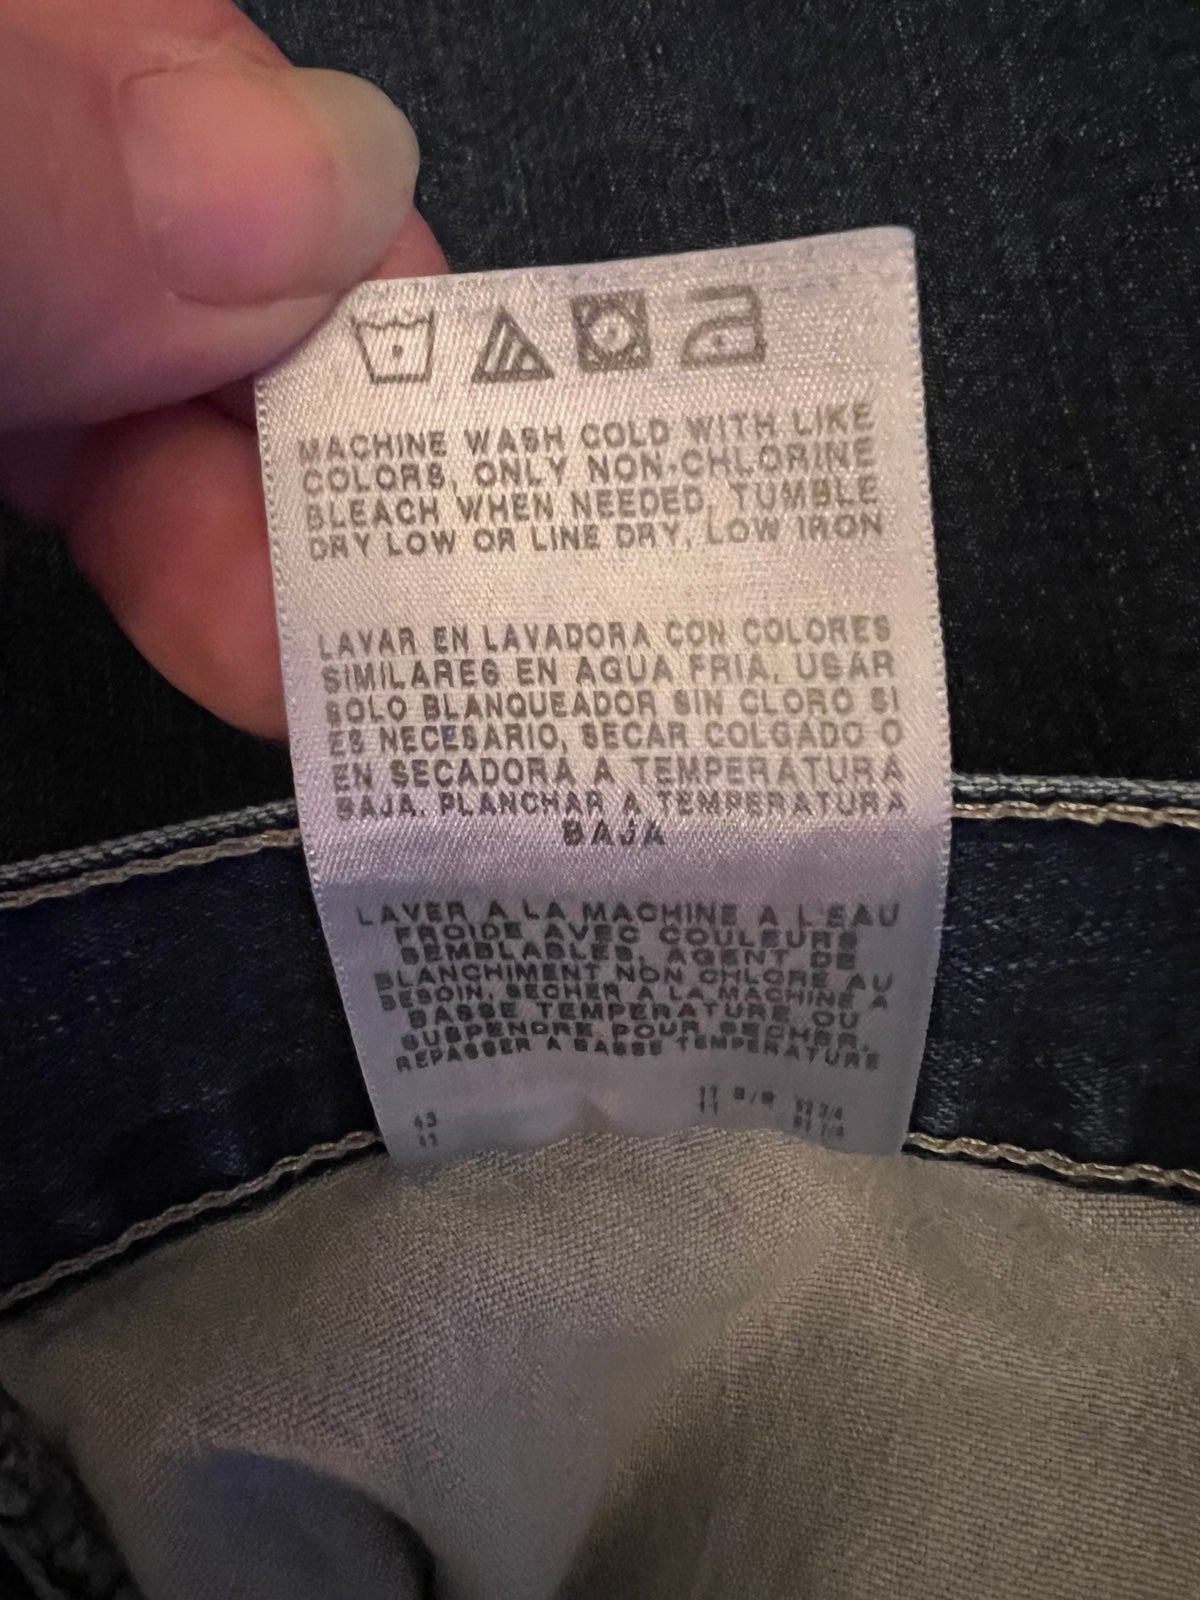 MACHINE WASH COLD WITH LIKE
COLORS, ONLY NON-CHLORINE
BLEACH WHEN NEEDED, TUMBLE
DRY LOW OR LINE DRY, LOW IRON
LAVAR EN LAVADORA CON COLORES
SIMILARES EN AGUA FRIA, USAR
SOLO BLANQUEADOR SIN CLORO SI
ES NECESARIO, SECAR COLGADO O
EN SECADORA A TEMPERATURA
BAJA. PLANCHAR A TEMPERATURA
BAJA
LAVER A LA MACHINE A L'EAU
FROIDE AVEC COULEURS
SEMBLABLES, AGENT DE
BLANCHIMENT NON CHLORE AU
BESOIN, SECHER A LA MACHINE A
BASSE TEMPERATURE OU
SUSPENDRE POUR SECHER.
REPASSER A BASSE TEMPERATURE